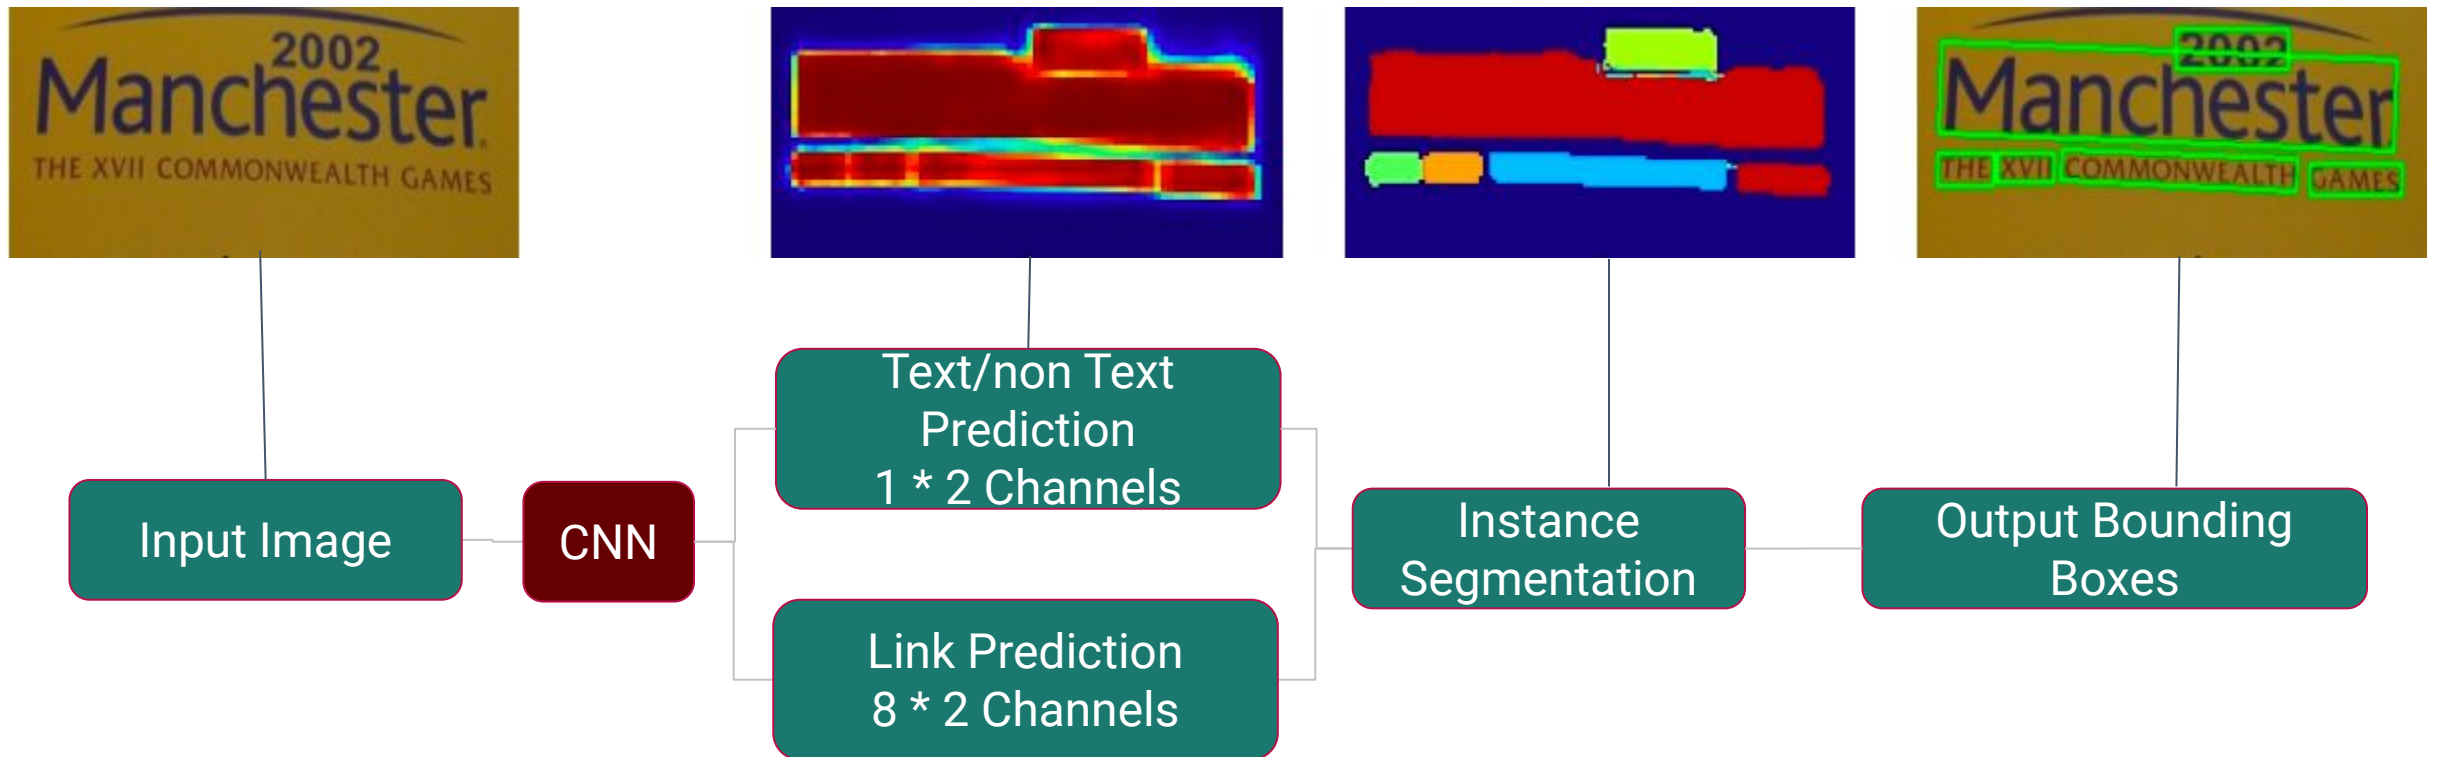 2002
Manchester
THE XVII COMMONWEALTH GAMES
2002
Manchester
THE XVII COMMONWEALTH GAMES
Input Image
CNN
Text/non Text
Prediction
1 * 2 Channels
Link Prediction
8 * 2 Channels
Instance
Segmentation
Output Bounding
Boxes